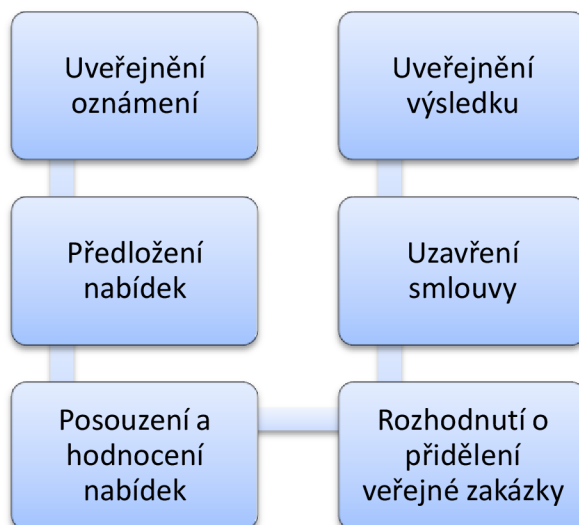 Uveřejnění
oznámení
Předložení
nabídek
Posouzení a
hodnocení
nabídek
Rozhodnutí o
přidělení
veřejné zakázky
Uzavření
smlouvy
Uveřejnění
výsledku